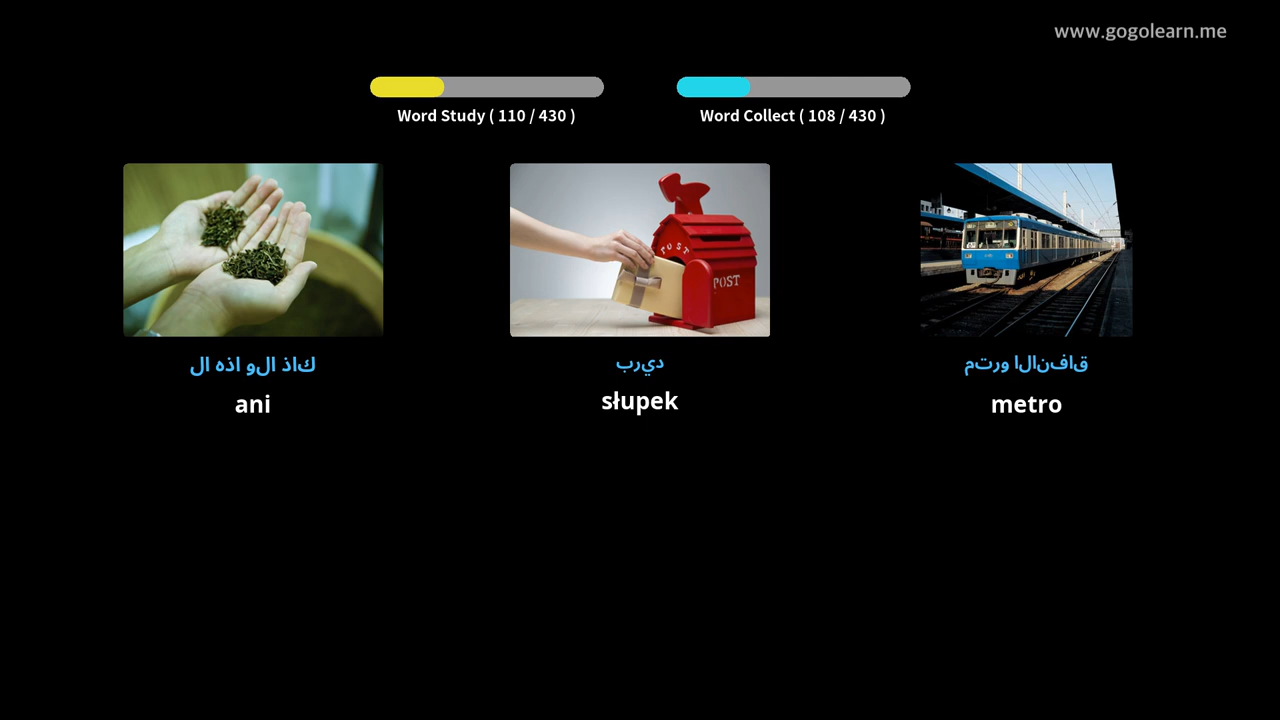 www.gogolearn.me
Word Study ( 110 / 430 )
Word Collect ( 108 / 430 )
POST
POST
كاذ الو اذه ال
ديرب
قافنالا ورتم
ani
słupek
metro